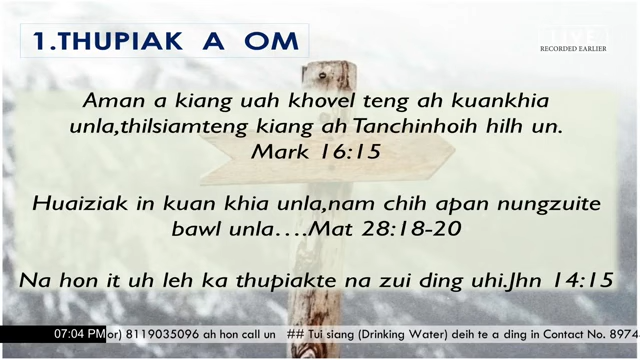 1.THUPIAK A OM
LIVE
RECORDED EARLIER
Aman a kiang uah khovel teng ah kuankhia
unla,thilsiamteng kiang ah Tanchinhoih hilh un.
Mark 16:15
Huaiziak in kuan khia unla,nam chih apan nungzuite
bawl unla….Mat 28:18-20
Na hon it uh leh ka thupiakte na zui ding uhi.Jhn 14:15
07:04 PM or) 8119035096 ah hon call un ## Tui siang (Drinking Water) deih te a ding in Contact No. 8974